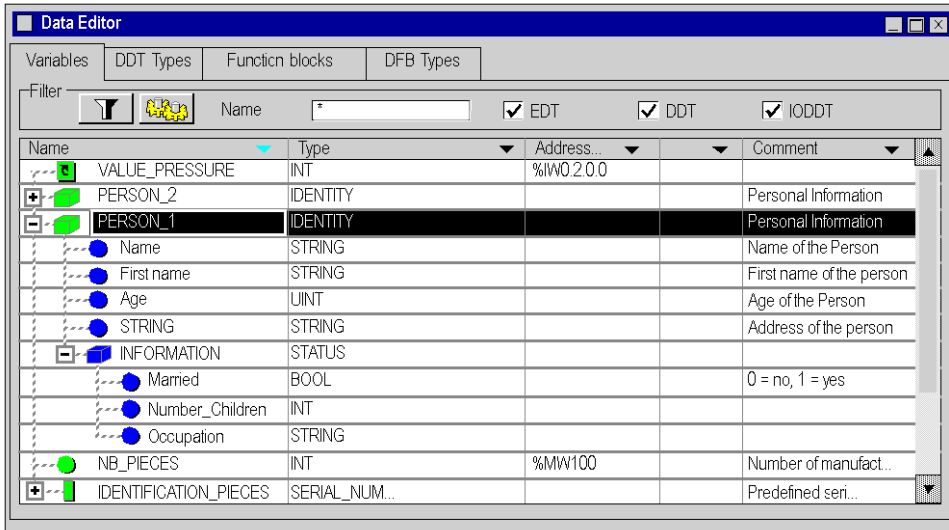 Data Editor
Variables DDT Types Function blocks DFB Types
Filter
Name * EDT DDT IODDT
Name Type Address... Comment
VALUE_PRESSURE INT %IW0.2.0.0
PERSON_2 IDENTITY Personal Information
PERSON_1 IDENTITY Personal Information
Name STRING Name of the Person
First name STRING First name of the person
Age UINT Age of the Person
STRING STRING Address of the person
INFORMATION STATUS
Married BOOL 0 = no, 1 = yes
Number_Children INT
Occupation STRING
NB_PIECES INT %MW100 Number of manufact...
IDENTIFICATION_PIECES SERIAL_NUM... Predefined seri...